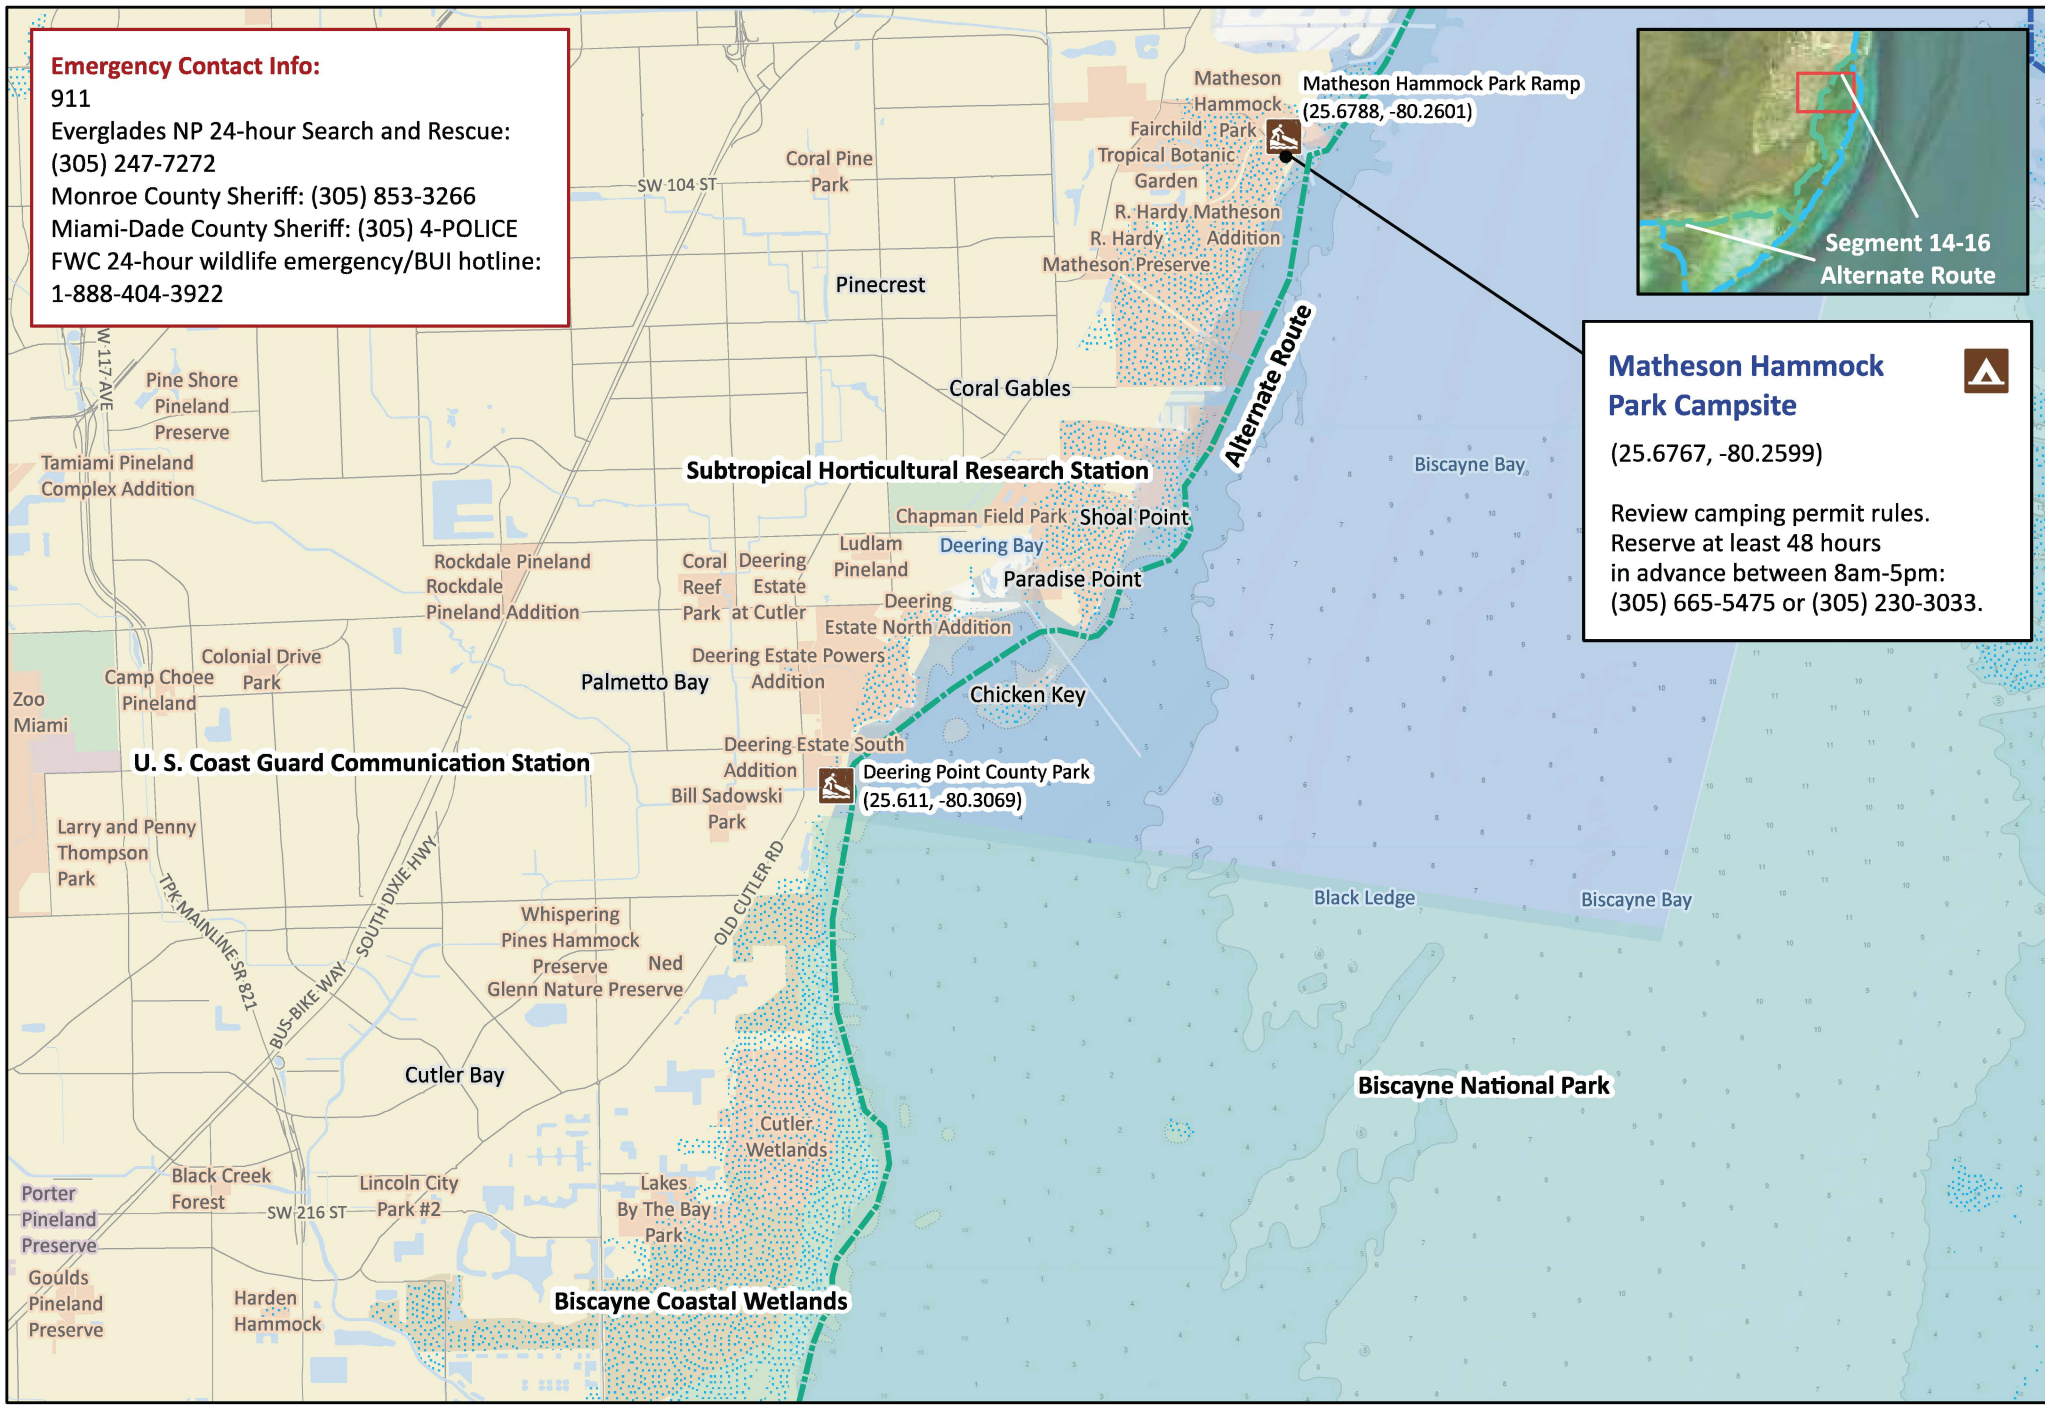 Emergency Contact Info:
911
Everglades NP 24-hour Search and Rescue:
(305) 247-7272
Monroe County Sheriff: (305) 853-3266
Miami-Dade County Sheriff: (305) 4-POLICE
FWC 24-hour wildlife emergency/BUI hotline:
1-888-404-3922
Matheson
Hammock
Park
Matheson Hammock Park Ramp
(25.6788, -80.2601)
Fairchild
Tropical Botanic
Garden
Coral Pine
Park
SW 104 ST
R. Hardy Matheson
Addition
R. Hardy
Matheson Preserve
Segment 14-16
Alternate Route
Pinecrest
Alternate Route
Matheson Hammock
Park Campsite
(25.6767, -80.2599)
Review camping permit rules.
Reserve at least 48 hours
in advance between 8am-5pm:
(305) 665-5475 or (305) 230-3033.
W 117 AVE
Pine Shore
Pineland
Preserve
Coral Gables
Tamiami Pineland
Complex Addition
Subtropical Horticultural Research Station
Biscayne Bay
Chapman Field Park
Shoal Point
Deering Bay
Ludlam
Pineland
Paradise Point
Rockdale Pineland
Rockdale
Pineland Addition
Coral
Reef
Park
Deering
Estate
at Cutler
Deering
Estate North Addition
Colonial Drive
Park
Camp Choee
Pineland
Zoo
Miami
Palmetto Bay
Deering Estate Powers
Addition
Chicken Key
U. S. Coast Guard Communication Station
Deering Estate South
Addition
Deering Point County Park
(25.611, -80.3069)
Bill Sadowski
Park
Larry and Penny
Thompson
Park
TPK MAINLINE SR 821
SOUTH DIXIE HWY
BUS-BIKE WAY
OLD CUTLER RD
Black Ledge
Biscayne Bay
Whispering
Pines Hammock
Preserve
Ned
Glenn Nature Preserve
Cutler Bay
Biscayne National Park
Cutler
Wetlands
Black Creek
Forest
Lincoln City
Park #2
SW 216 ST
Lakes
By The Bay
Park
Porter
Pineland
Preserve
Goulds
Pineland
Preserve
Harden
Hammock
Biscayne Coastal Wetlands